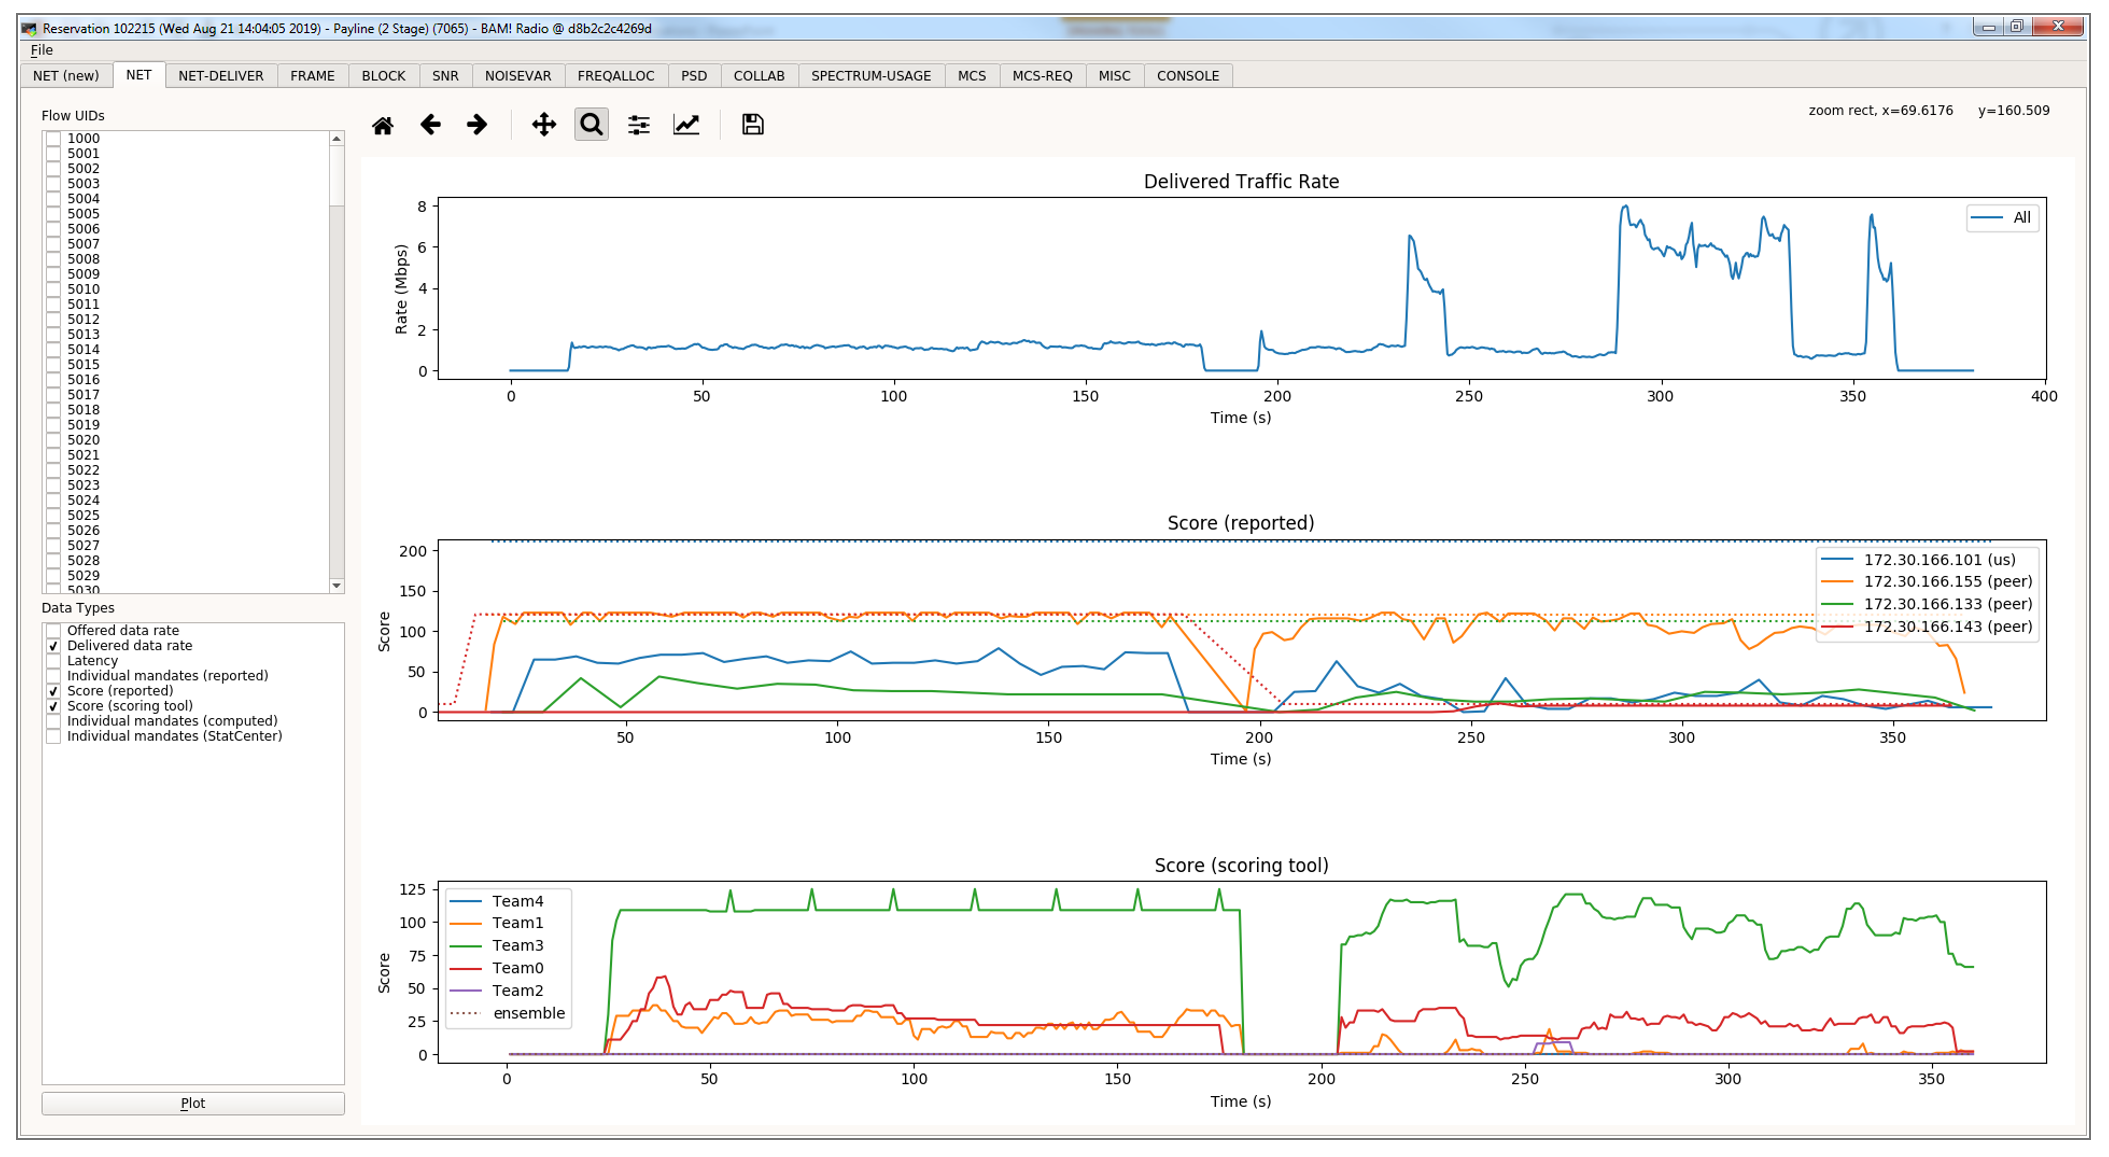 Reservation 102215 (Wed Aug 21 14:04:05 2019) - Payline (2 Stage) (7065) - BAM! Radio @ d8b2c2c4269d
File
NET (new) NET NET-DELIVER FRAME BLOCK SNR NOISEVAR FREQALLOC PSD COLLAB SPECTRUM-USAGE MCS MCS-REQ MISC CONSOLE
zoom rect, x=69.6176 y=160.509
Flow UIDs
1000
5001
5002
5003
5004
5005
5006
5007
5008
5009
5010
5011
5012
5013
5014
5015
5016
5017
5018
5019
5020
5021
5022
5023
5024
5025
5026
5027
5028
5029
5030
Data Types
Offered data rate
Delivered data rate
Latency
Individual mandates (reported)
Score (reported)
Score (scoring tool)
Individual mandates (computed)
Individual mandates (StatCenter)
Plot
Delivered Traffic Rate
Rate (Mbps)
8
6
4
2
0
All
0 50 100 150 200 250 300 350 400
Time (s)
Score (reported)
Score
200
150
100
50
0
172.30.166.101 (us)
172.30.166.155 (peer)
172.30.166.133 (peer)
172.30.166.143 (peer)
50 100 150 200 250 300 350
Time (s)
Score (scoring tool)
Score
125
100
75
50
25
0
Team4
Team1
Team3
Team0
Team2
ensemble
0 50 100 150 200 250 300 350
Time (s)